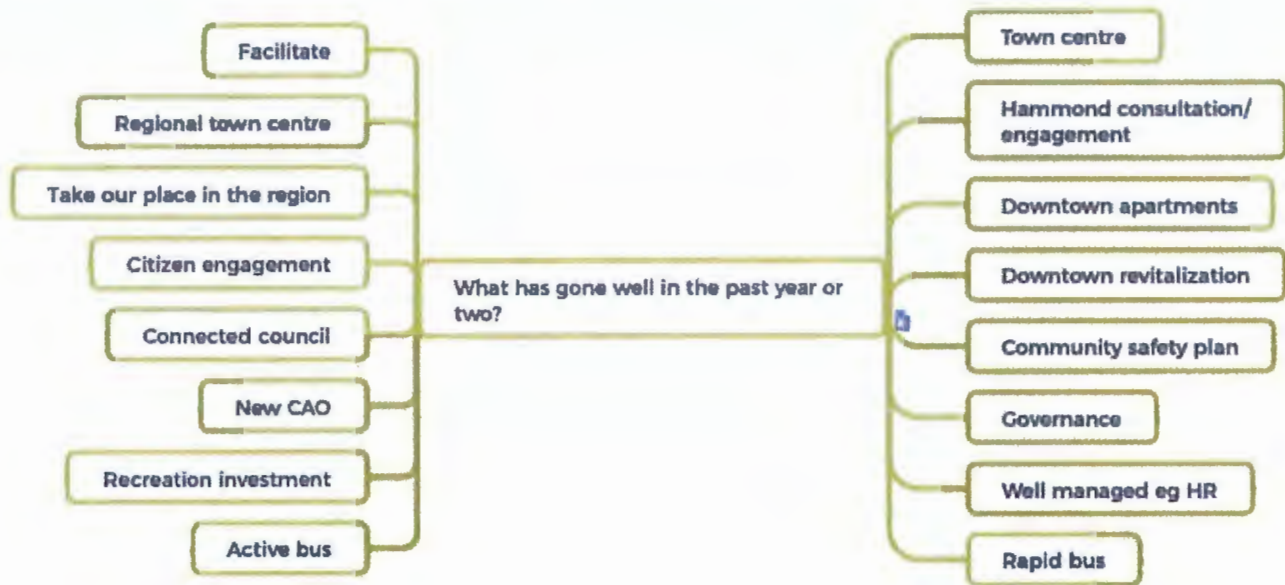 Facilitate
Regional town centre
Take our place in the region
Citizen engagement
Connected council
New CAO
Recreation investment
Active bus
What has gone well in the past year or
two?
Town centre
Hammond consultation/
engagement
Downtown apartments
Downtown revitalization
Community safety plan
Governance
Well managed eg HR
Rapid bus